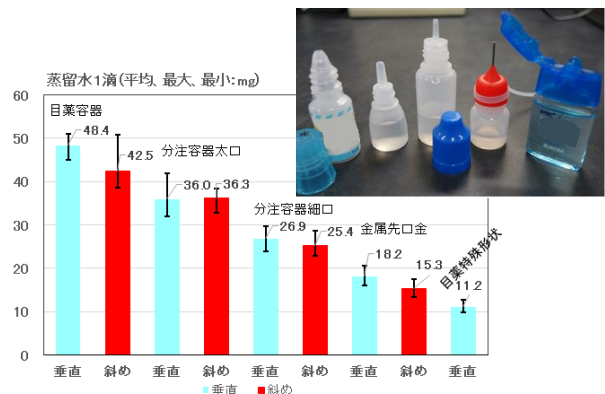 蒸留水1滴(平均、最大、最小:mg)
60
50
40
30
20
10
0
目薬容器
48.4
42.5
分注容器太口
36.0
36.3
分注容器細口
26.9
25.4
金属先口金
18.2
15.3
目薬特殊形状
11.2
垂直 斜め 垂直 斜め 垂直 斜め 垂直 斜め 垂直
垂直 斜め